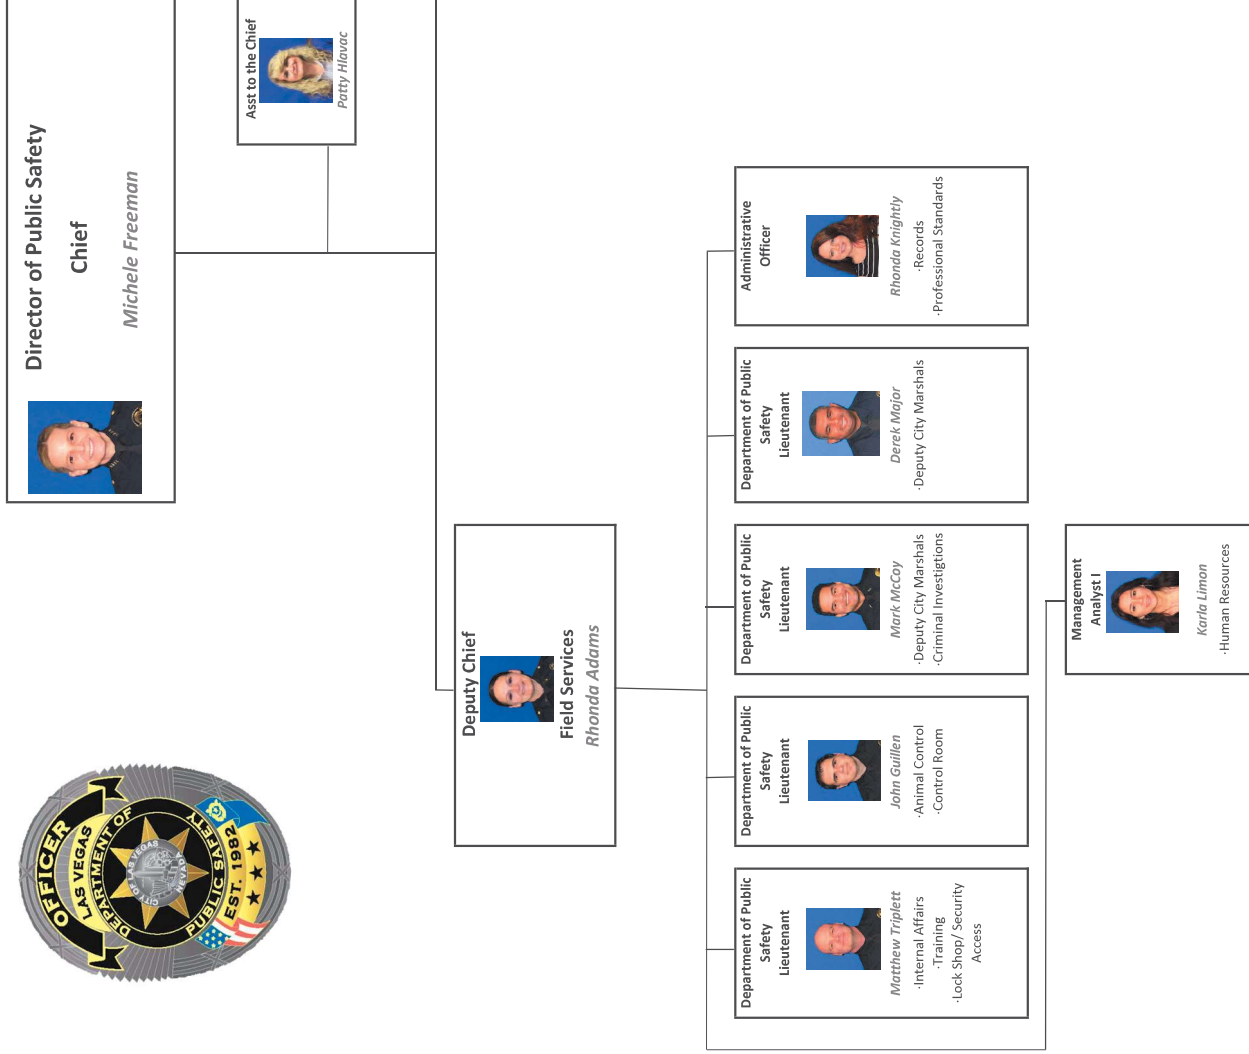 OFFICER
LAS VEGAS
DEPARTMENT OF
CITY OF LAS VEGAS
NEVADA
PUBLIC SAFETY
EST. 1982
Director of Public Safety
Chief
Michele Freeman
Asst to the Chief
Patty Hlavac
Deputy Chief
Field Services
Rhonda Adams
Department of Public
Safety
Lieutenant
Matthew Triplett
·Internal Affairs
·Training
·Lock Shop/ Security
Access
Department of Public
Safety
Lieutenant
John Guillen
·Animal Control
·Control Room
Department of Public
Safety
Lieutenant
Mark McCoy
·Deputy City Marshals
·Criminal Investigtions
Department of Public
Safety
Lieutenant
Derek Major
·Deputy City Marshals
Administrative
Officer
Rhonda Knightly
·Records
·Professional Standards
Management
Analyst I
Karla Limon
·Human Resources